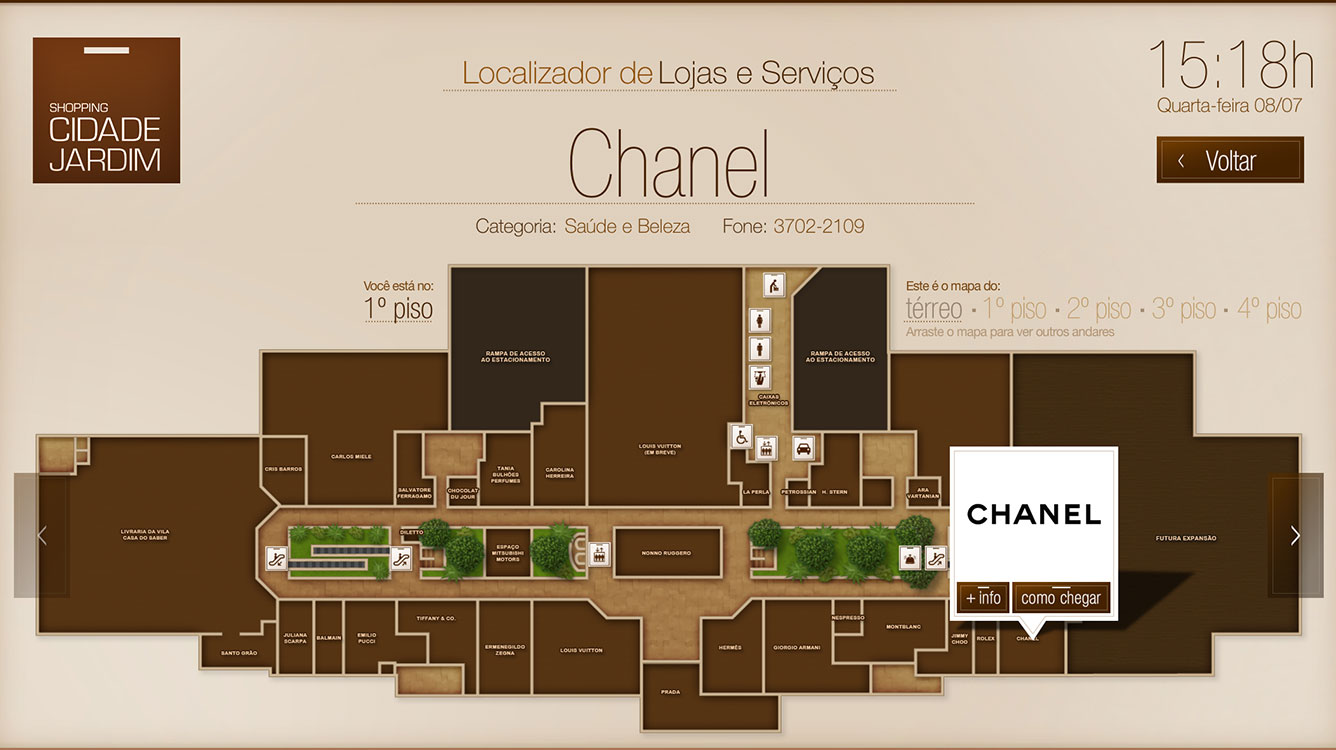 SHOPPING
CIDADE
JARDIM
Localizador de Lojas e Serviços
15:18h
Quarta-feira 08/07
‹ Voltar
Chanel
Categoria: Saúde e Beleza Fone: 3702-2109
Você está no:
1º piso
Este é o mapa do:
térreo • 1º piso • 2º piso • 3º piso • 4º piso
Arraste o mapa para ver outros andares
RAMPA DE ACESSO
AO ESTACIONAMENTO
RAMPA DE ACESSO
AO ESTACIONAMENTO
CAIXAS
ELETRÔNICOS
LOUIS VUITTON
(EM BREVE)
CARLOS MIELE
CRIS BARROS
SALVATORE
FERRAGAMO
CHOCOLAT
DU JOUR
TANIA
BULHÕES
PERFUMES
CAROLINA
HERREIRA
LA PERLA
PETROSSIAN
H. STERN
ARA
VARTANIAN
LIVRARIA DA VILA
CASA DO SABER
DILETTO
ESPAÇO
MITSUBISHI
MOTORS
NONNO RUGGERO
CHANEL
+ info
como chegar
FUTURA EXPANSÃO
SANTO GRÃO
JULIANA
SCARPA
BALMAIN
EMILIO
PUCCI
TIFFANY & CO.
ERMENEGILDO
ZEGNA
LOUIS VUITTON
PRADA
HERMÈS
GIORGIO ARMANI
NESPRESSO
MONTBLANC
JIMMY
CHOO
ROLEX
CHANEL